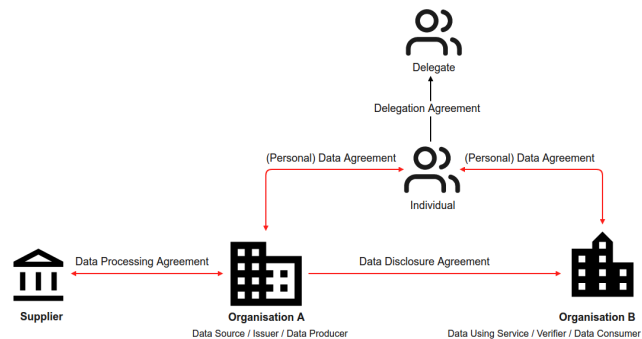 Delegate
Delegation Agreement
(Personal) Data Agreement
(Personal) Data Agreement
Individual
Data Processing Agreement
Data Disclosure Agreement
Supplier
Organisation A
Organisation B
Data Source / Issuer / Data Producer
Data Using Service / Verifier / Data Consumer